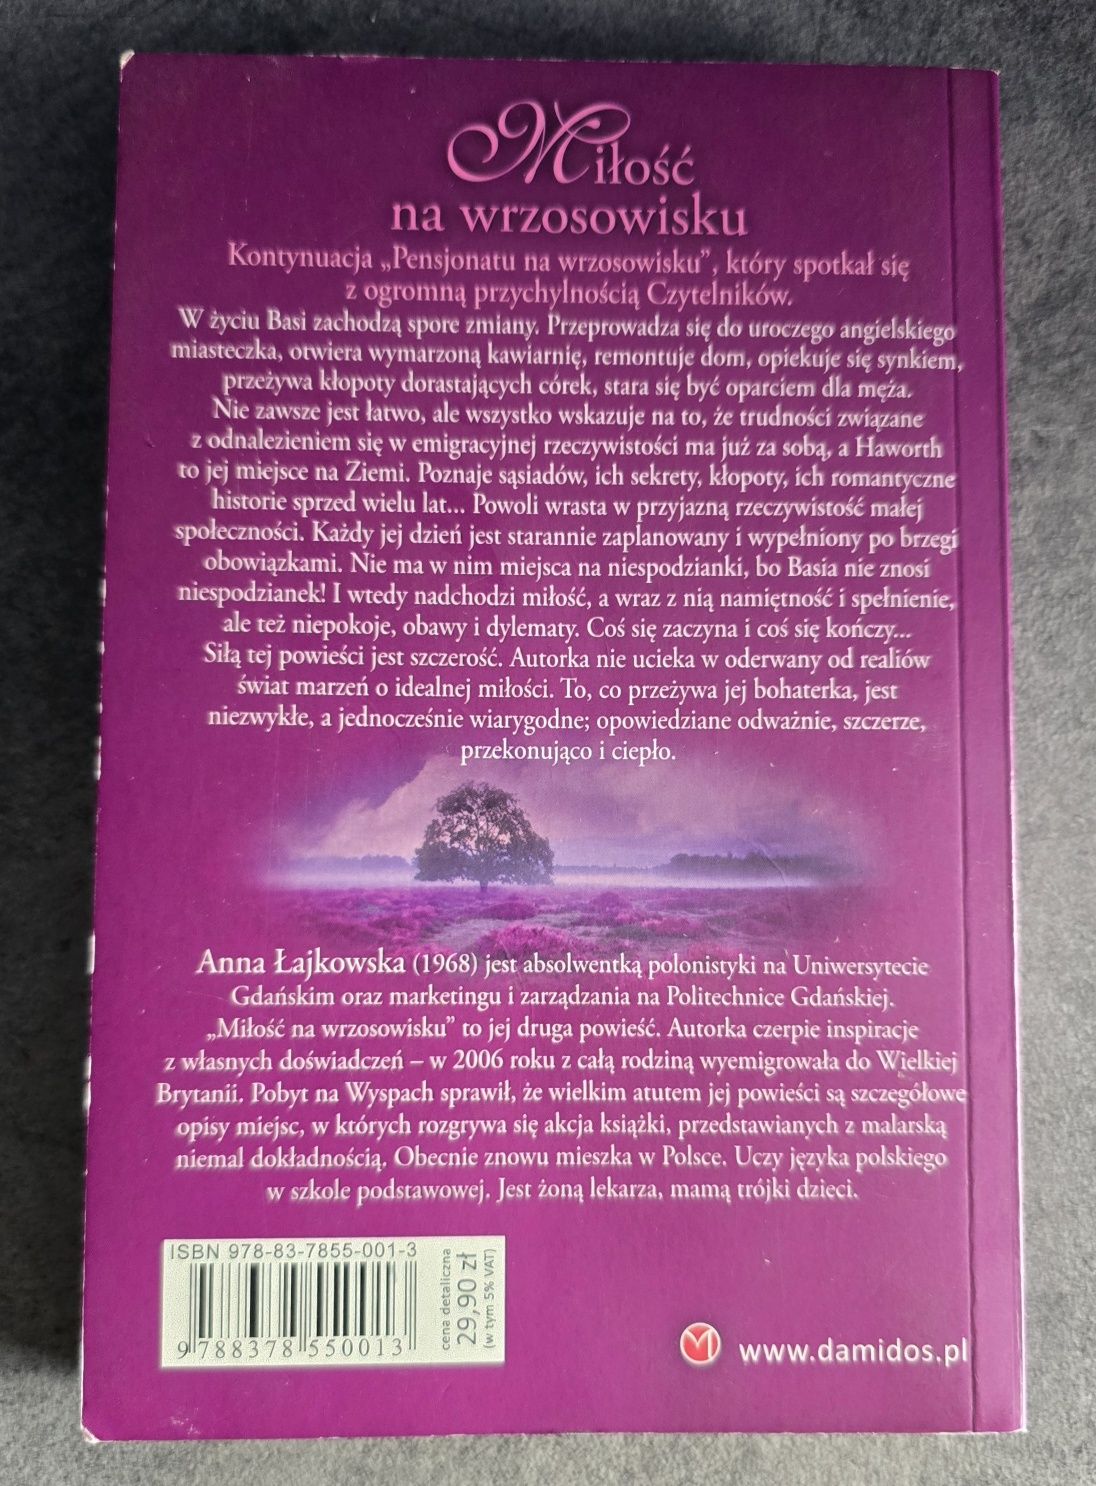 Miłość
na wrzosowisku
Kontynuacja „Pensjonatu na wrzosowisku”, który spotkał się
z ogromną przychylnością Czytelników.
W życiu Basi zachodzą spore zmiany. Przeprowadza się do uroczego angielskiego
miasteczka, otwiera wymarzoną kawiarnię, remontuje dom, opiekuje się synkiem,
przeżywa kłopoty dorastających córek, stara się być oparciem dla męża.
Nie zawsze jest łatwo, ale wszystko wskazuje na to, że trudności związane
z odnalezieniem się w emigracyjnej rzeczywistości ma już za sobą, a Haworth
to jej miejsce na Ziemi. Poznaje sąsiadów, ich sekrety, kłopoty, ich romantyczne
historie sprzed wielu lat... Powoli wrasta w przyjazną rzeczywistość małej
społeczności. Każdy jej dzień jest starannie zaplanowany i wypełniony po brzegi
obowiązkami. Nie ma w nim miejsca na niespodzianki, bo Basia nie znosi
niespodzianek! I wtedy nadchodzi miłość, a wraz z nią namiętność i spełnienie,
ale też niepokoje, obawy i dylematy. Coś się zaczyna i coś się kończy...
Siłą tej powieści jest szczerość. Autorka nie ucieka w oderwany od realiów
świat marzeń o idealnej miłości. To, co przeżywa jej bohaterka, jest
niezwykłe, a jednocześnie wiarygodne; opowiedziane odważnie, szczerze,
przekonująco i ciepło.
Anna Łajkowska (1968) jest absolwentką polonistyki na Uniwersytecie
Gdańskim oraz marketingu i zarządzania na Politechnice Gdańskiej.
„Miłość na wrzosowisku” to jej druga powieść. Autorka czerpie inspiracje
z własnych doświadczeń – w 2006 roku z całą rodziną wyemigrowała do Wielkiej
Brytanii. Pobyt na Wyspach sprawił, że wielkim atutem jej powieści są szczegółowe
opisy miejsc, w których rozgrywa się akcja książki, przedstawianych z malarską
niemal dokładnością. Obecnie znowu mieszka w Polsce. Uczy języka polskiego
w szkole podstawowej. Jest żoną lekarza, mamą trójki dzieci.
ISBN 978-83-7855-001-3
9 788378 550013
cena detaliczna
29,90 zł
(w tym 5% VAT)
www.damidos.pl